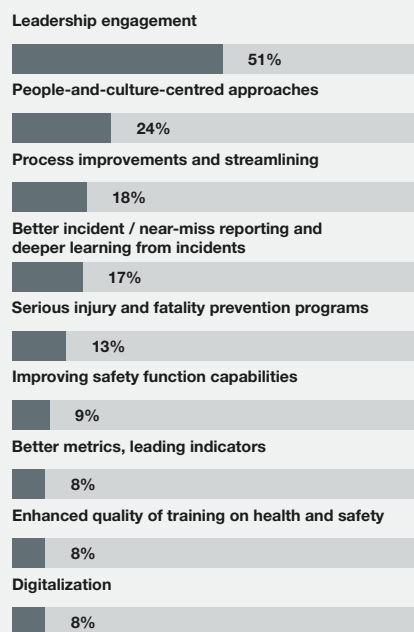 Leadership engagement
51%
People-and-culture-centred approaches
24%
Process improvements and streamlining
18%
Better incident / near-miss reporting and
deeper learning from incidents
17%
Serious injury and fatality prevention programs
13%
Improving safety function capabilities
9%
Better metrics, leading indicators
8%
Enhanced quality of training on health and safety
8%
Digitalization
8%